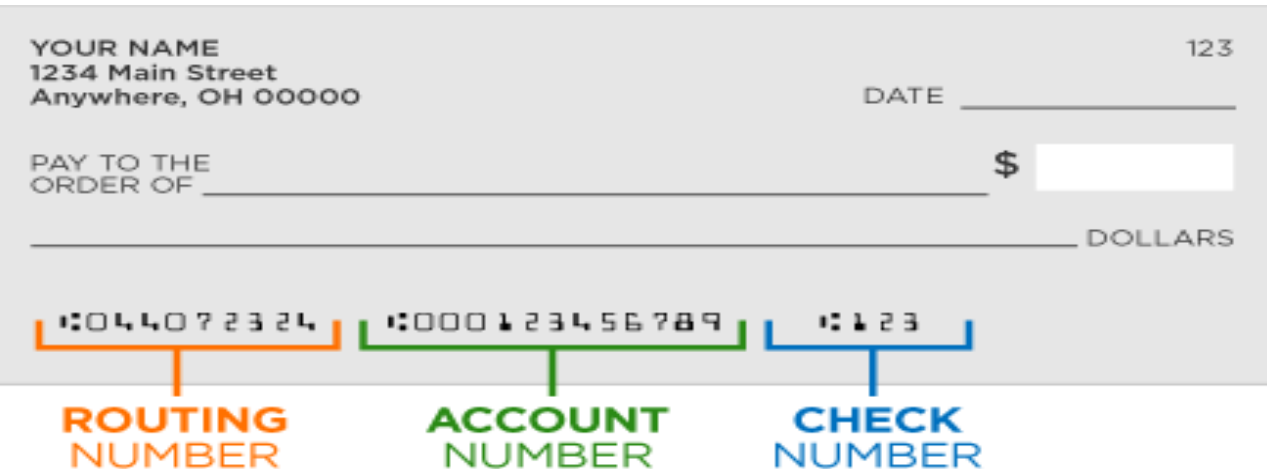 YOUR NAME
123
1234 Main Street
Anywhere, OH 00000
DATE
PAY TO THE
ORDER OF
$
DOLLARS
⑆044072324 ⑆000123456789 ⑆123
ROUTING ACCOUNT CHECK
NUMBER NUMBER NUMBER